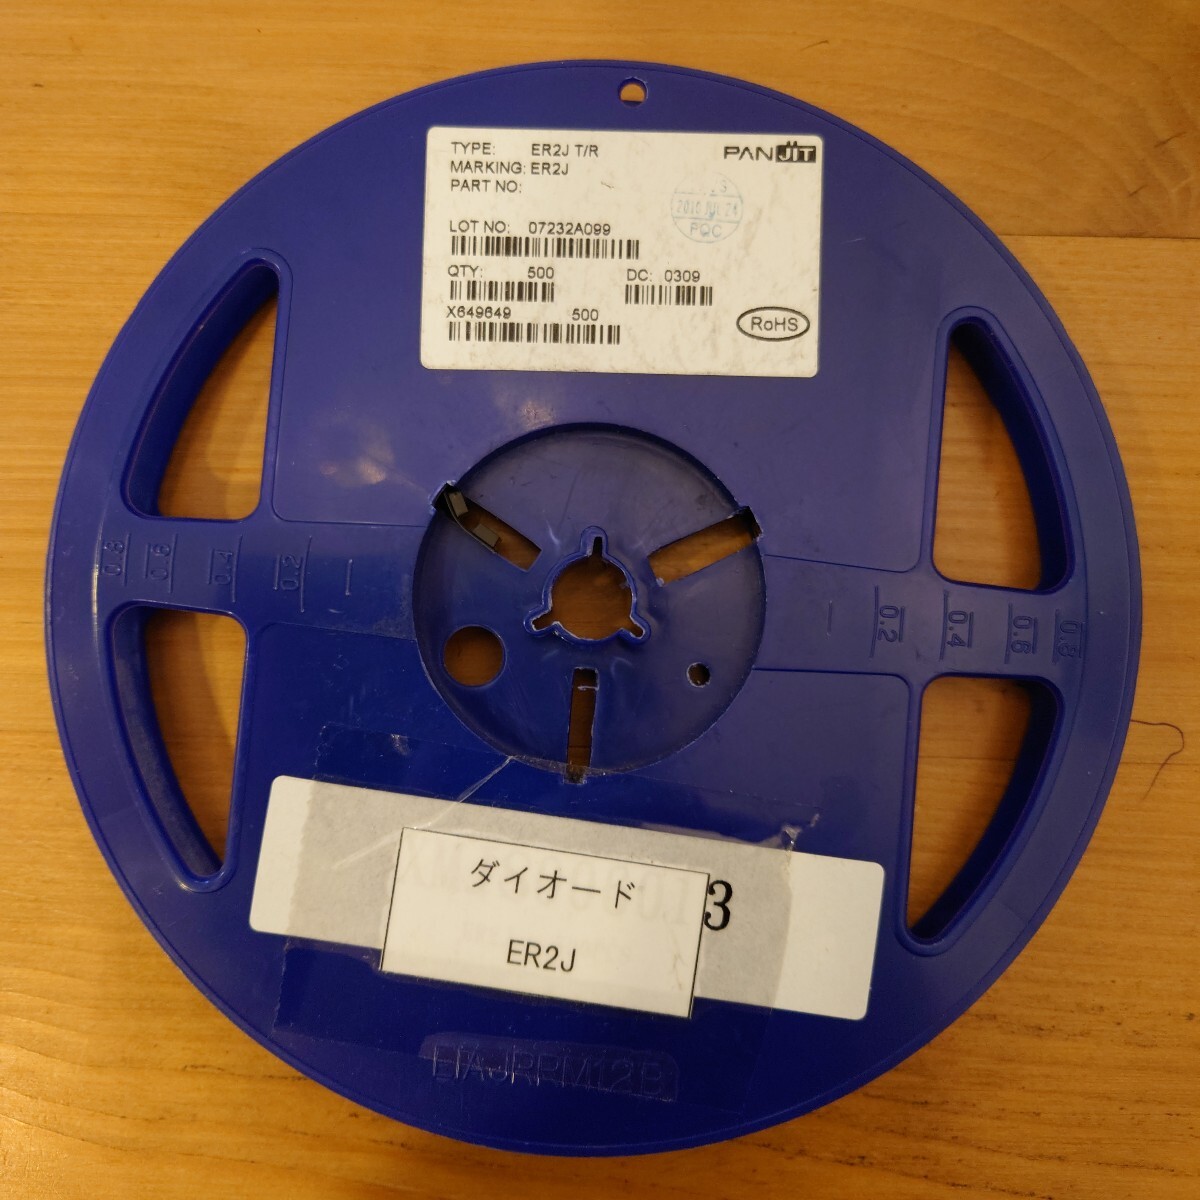 TYPE: ER2J T/R
PANJIT
MARKING: ER2J
PART NO:
2010
PQC
LOT NO: 07232A099
QTY: 500 DC: 0309
X649649 500
RoHS
0.8 0.6 0.4 0.2
0.2 0.4 0.6 0.8
ダイオード
3
ER2J
EIAJRRM12B